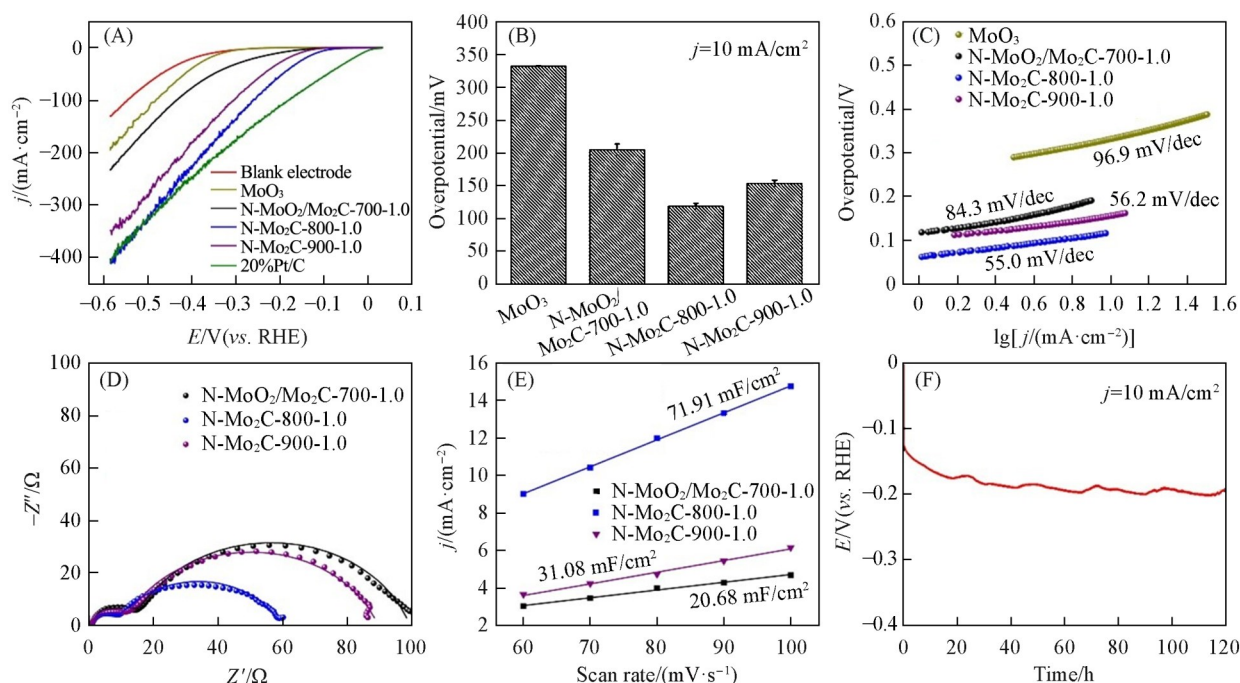 (A)
0
−100
−200
−300
−400
j/(mA·cm⁻²)
Blank electrode
MoO₃
N-MoO₂/Mo₂C-700-1.0
N-Mo₂C-800-1.0
N-Mo₂C-900-1.0
20%Pt/C
−0.6 −0.5 −0.4 −0.3 −0.2 −0.1 0 0.1
E/V(vs. RHE)
(B)
j=10 mA/cm²
400
350
300
250
200
150
100
50
0
Overpotential/mV
MoO₃
N-MoO₂/
Mo₂C-700-1.0
N-Mo₂C-800-1.0
N-Mo₂C-900-1.0
(C)
MoO₃
N-MoO₂/Mo₂C-700-1.0
N-Mo₂C-800-1.0
N-Mo₂C-900-1.0
0.6
0.5
0.4
0.3
0.2
0.1
0
Overpotential/V
96.9 mV/dec
84.3 mV/dec
56.2 mV/dec
55.0 mV/dec
0 0.2 0.4 0.6 0.8 1.0 1.2 1.4 1.6
lg[j/(mA·cm⁻²)]
(D)
N-MoO₂/Mo₂C-700-1.0
N-Mo₂C-800-1.0
N-Mo₂C-900-1.0
100
80
60
40
20
0
−Z″/Ω
0 20 40 60 80 100
Z′/Ω
(E)
16
14
12
10
8
6
4
2
j/(mA·cm⁻²)
71.91 mF/cm²
N-MoO₂/Mo₂C-700-1.0
N-Mo₂C-800-1.0
N-Mo₂C-900-1.0
31.08 mF/cm²
20.68 mF/cm²
60 70 80 90 100
Scan rate/(mV·s⁻¹)
(F)
j=10 mA/cm²
0
−0.1
−0.2
−0.3
−0.4
E/V(vs. RHE)
0 20 40 60 80 100 120
Time/h